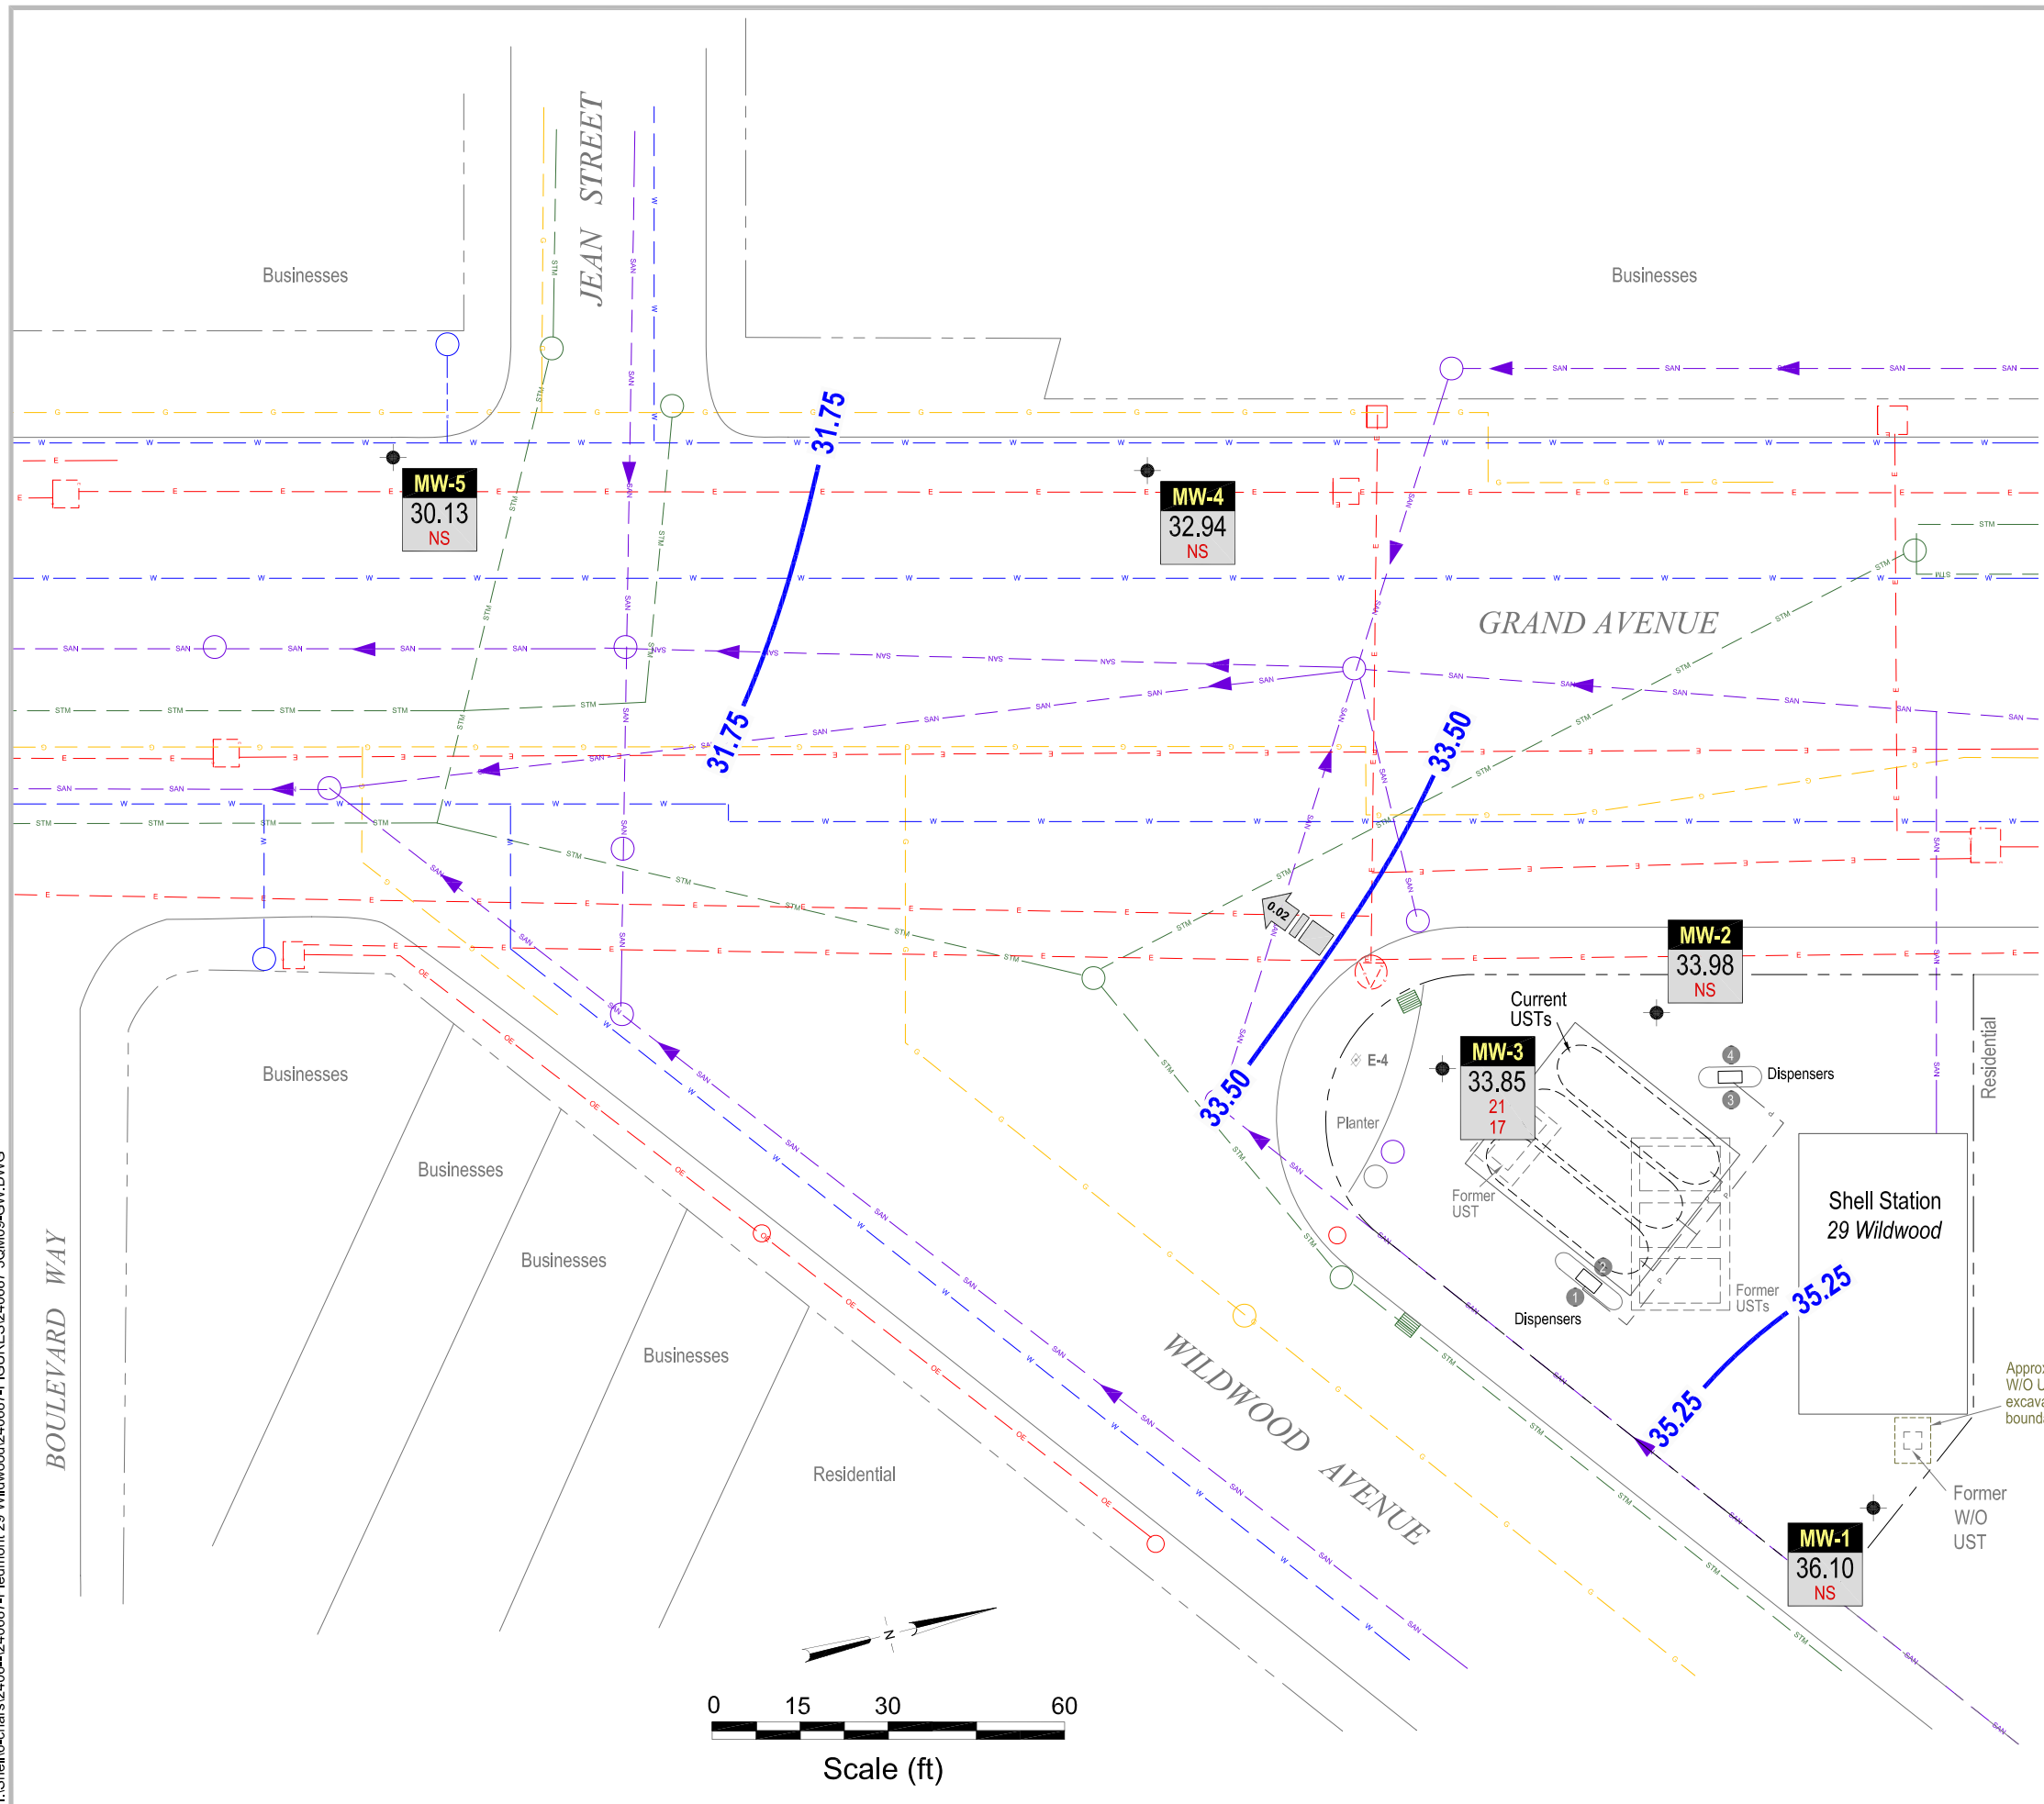 JEAN STREET
Businesses
Businesses
31.75
MW-5
30.13
NS
MW-4
32.94
NS
GRAND AVENUE
31.75
33.50
0.02
MW-2
33.98
NS
Current
USTs
MW-3
33.85
21
17
E-4
4
Dispensers
3
Residential
33.50
Planter
P
Former
UST
P
Shell Station
29 Wildwood
Businesses
Businesses
Businesses
Businesses
Residential
BOULEVARD WAY
2
1
P
Former
USTs
Dispensers
35.25
35.25
WILDWOOD AVENUE
Former
W/O
UST
MW-1
36.10
NS
N
0 15 30 60
Scale (ft)